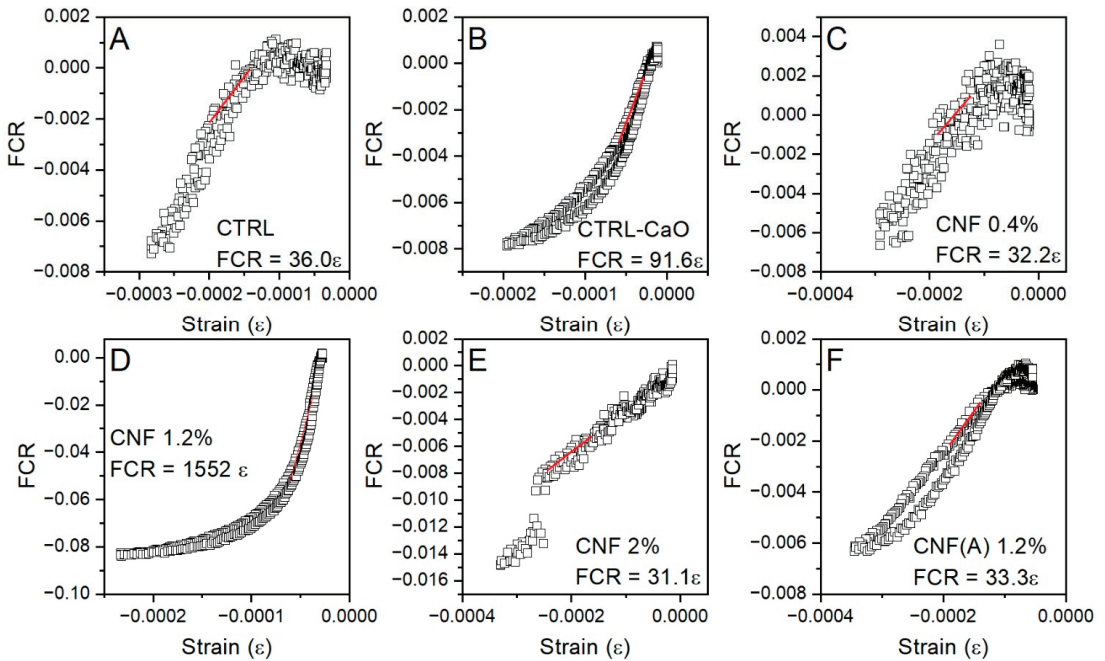 A
CTRL
FCR = 36.0ε
0.002
0.000
−0.002
−0.004
−0.006
−0.008
FCR
−0.0003 −0.0002 −0.0001 0.0000
Strain (ε)
B
CTRL-CaO
FCR = 91.6ε
0.002
0.000
−0.002
−0.004
−0.006
−0.008
FCR
−0.0002 −0.0001 0.0000
Strain (ε)
C
CNF 0.4%
FCR = 32.2ε
0.004
0.002
0.000
−0.002
−0.004
−0.006
−0.008
FCR
−0.0004 −0.0002 0.0000
Strain (ε)
D
CNF 1.2%
FCR = 1552 ε
0.00
−0.02
−0.04
−0.06
−0.08
−0.10
FCR
−0.0002 −0.0001 0.0000
Strain (ε)
E
CNF 2%
FCR = 31.1ε
0.002
0.000
−0.002
−0.004
−0.006
−0.008
−0.010
−0.012
−0.014
−0.016
FCR
−0.0004 −0.0002 0.0000
Strain (ε)
F
CNF(A) 1.2%
FCR = 33.3ε
0.002
0.000
−0.002
−0.004
−0.006
−0.008
FCR
−0.0004 −0.0002 0.0000
Strain (ε)